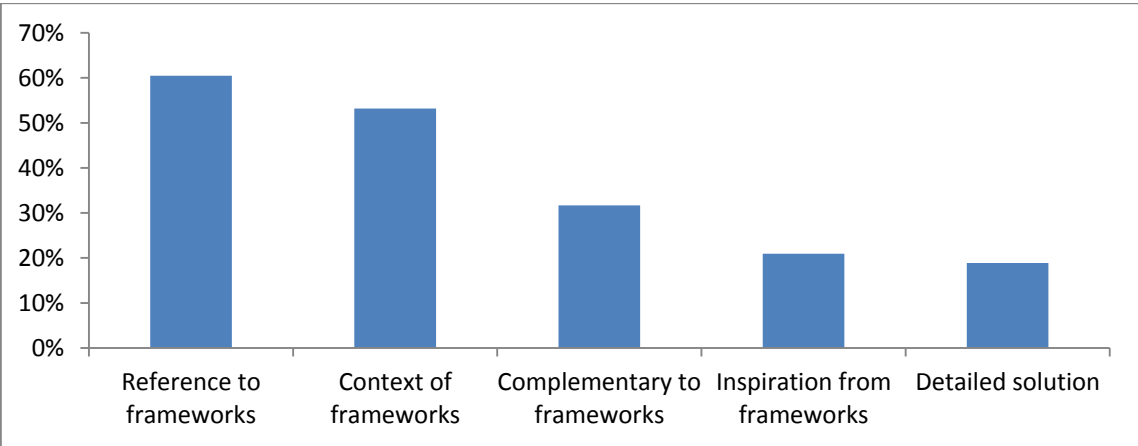 70%
60%
50%
40%
30%
20%
10%
0%
Reference to
frameworks
Context of
frameworks
Complementary to
frameworks
Inspiration from
frameworks
Detailed solution